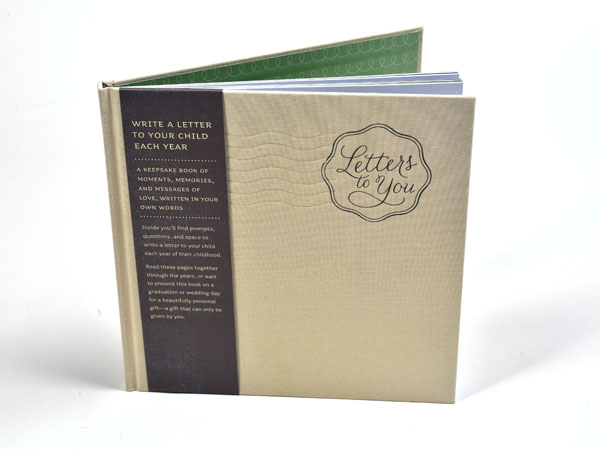 WRITE A LETTER
TO YOUR CHILD
EACH YEAR
A KEEPSAKE BOOK OF
MOMENTS, MEMORIES,
AND MESSAGES OF
LOVE, WRITTEN IN YOUR
OWN WORDS
Inside you'll find prompts,
questions, and space to
write a letter to your child
each year of their childhood.
Read these pages together
through the years, or wait
to present this book on a
graduation or wedding day
for a beautifully personal
gift—a gift that can only be
given by you.
Letters
to You